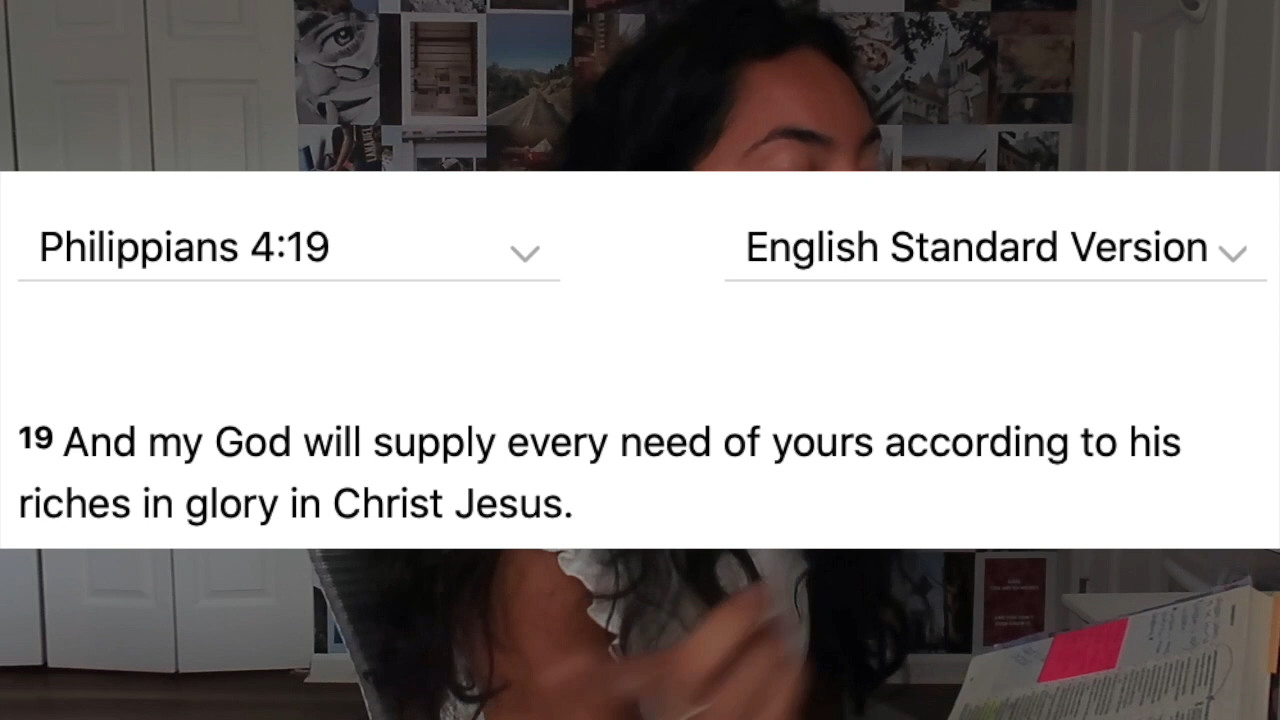 LANADEL
Philippians 4:19
English Standard Version
19 And my God will supply every need of yours according to his
riches in glory in Christ Jesus.